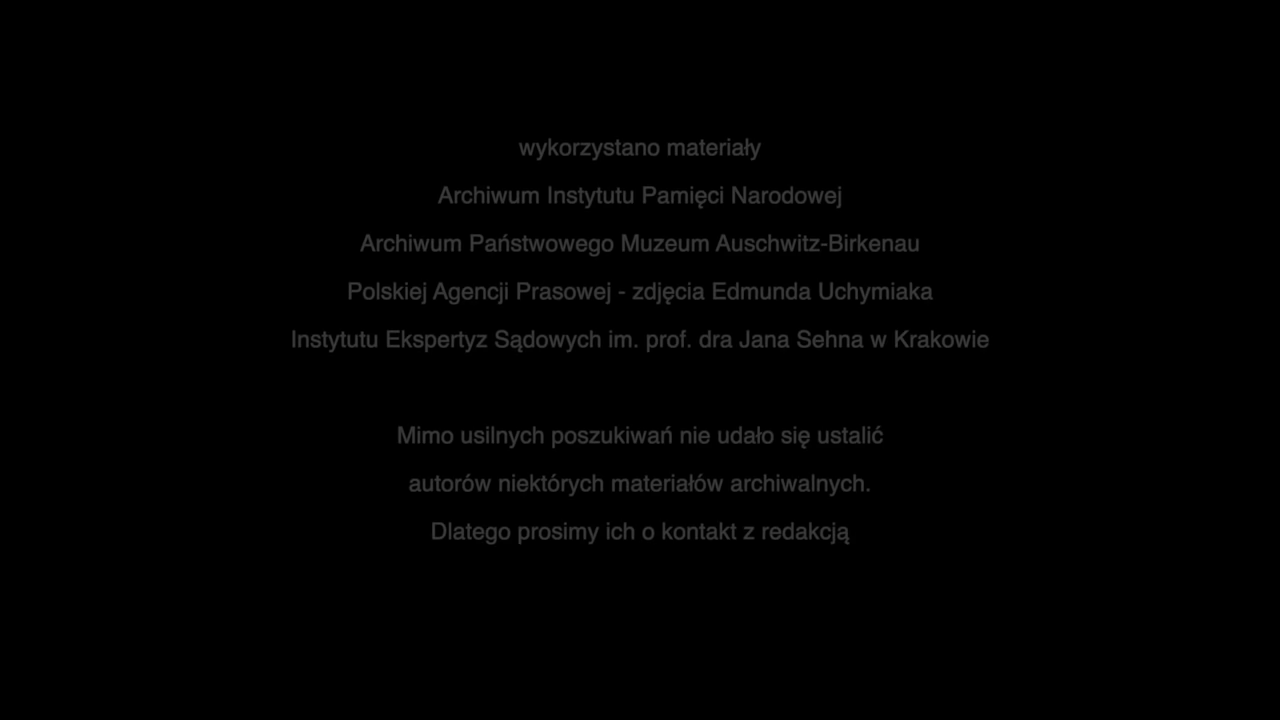 wykorzystano materiały
Archiwum Instytutu Pamięci Narodowej
Archiwum Państwowego Muzeum Auschwitz-Birkenau
Polskiej Agencji Prasowej - zdjęcia Edmunda Uchymiaka
Instytutu Ekspertyz Sądowych im. prof. dra Jana Sehna w Krakowie
Mimo usilnych poszukiwań nie udało się ustalić
autorów niektórych materiałów archiwalnych.
Dlatego prosimy ich o kontakt z redakcją